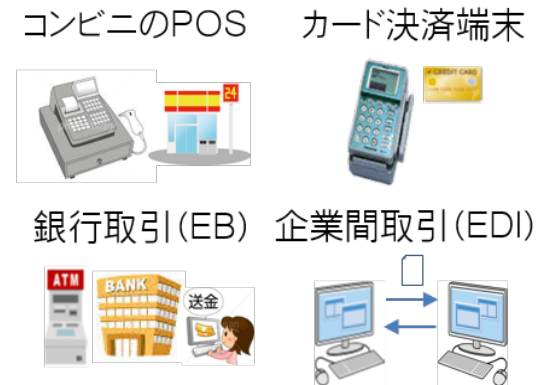 コンビニのPOS
カード決済端末
24
CREDIT CARD
銀行取引(EB)
企業間取引(EDI)
ATM
BANK
送金